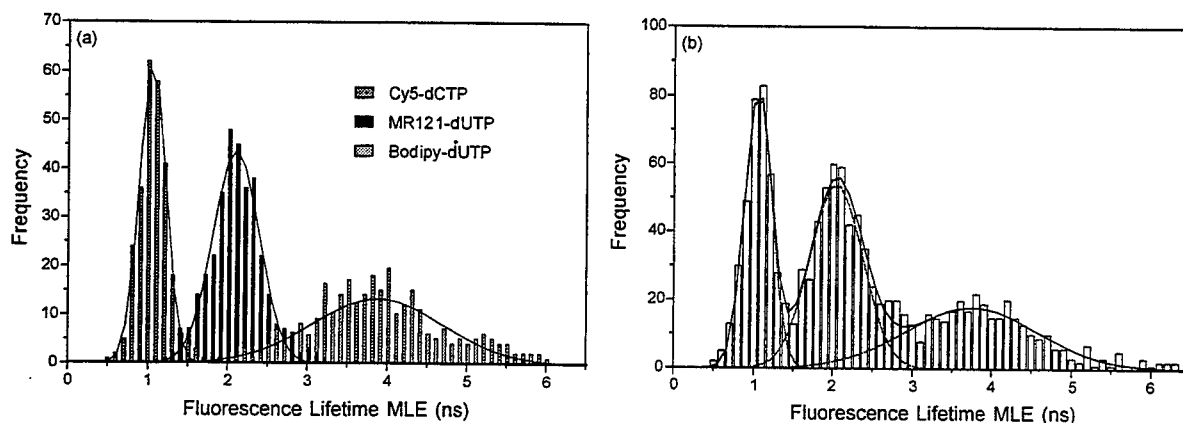 (a)
70
60
50
40
30
20
10
0
Frequency
Cy5-dCTP
MR121-dUTP
Bodipy-dUTP
0 1 2 3 4 5 6
Fluorescence Lifetime MLE (ns)
(b)
100
80
60
40
20
0
Frequency
0 1 2 3 4 5 6
Fluorescence Lifetime MLE (ns)